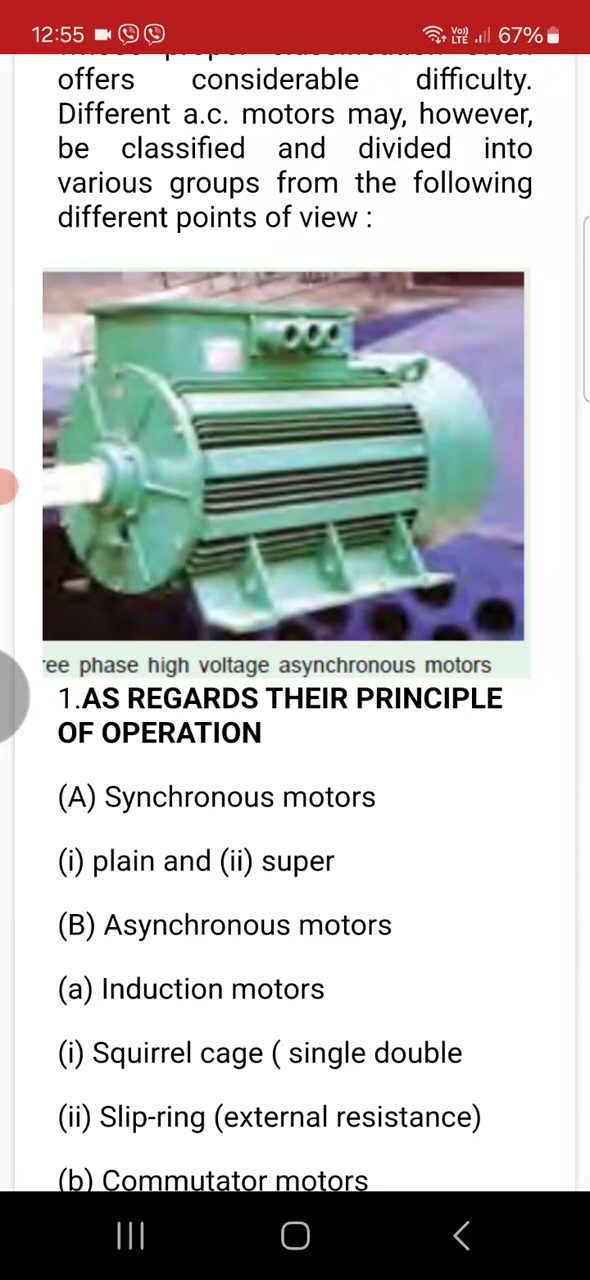 12:55
Vo))
LTE
67%
offers considerable difficulty.
Different a.c. motors may, however,
be classified and divided into
various groups from the following
different points of view :
ree phase high voltage asynchronous motors
1.AS REGARDS THEIR PRINCIPLE
OF OPERATION
(A) Synchronous motors
(i) plain and (ii) super
(B) Asynchronous motors
(a) Induction motors
(i) Squirrel cage ( single double
(ii) Slip-ring (external resistance)
(b) Commutator motors